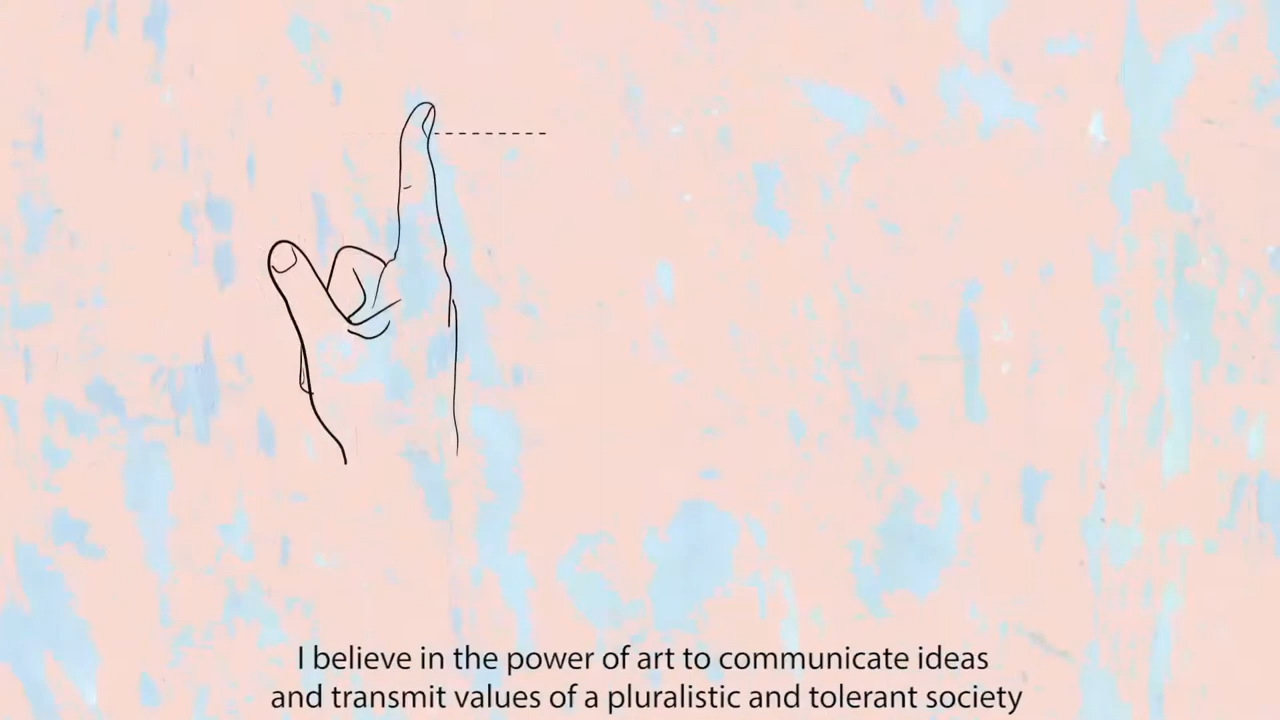 I believe in the power of art to communicate ideas
and transmit values of a pluralistic and tolerant society